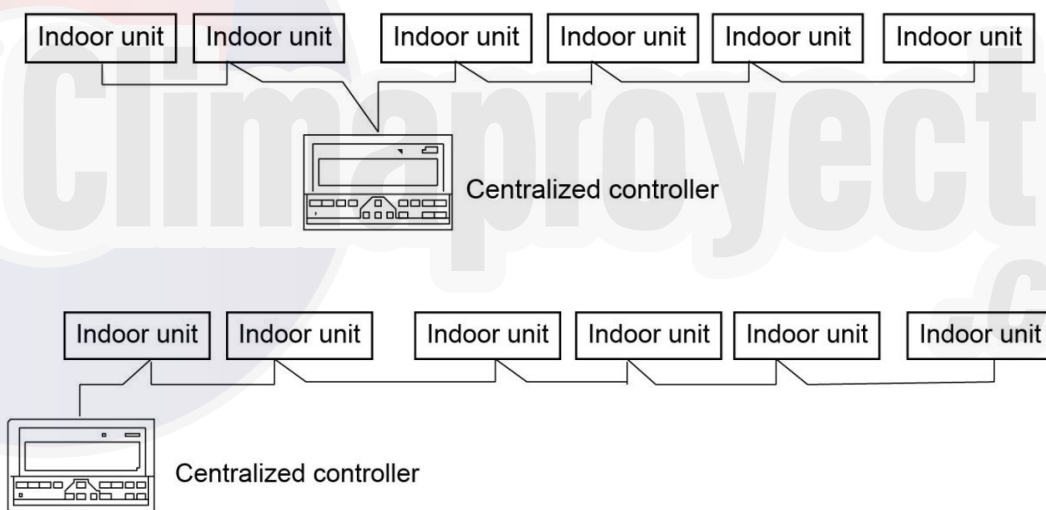 Indoor unit Indoor unit Indoor unit Indoor unit Indoor unit Indoor unit
Centralized controller
Indoor unit Indoor unit Indoor unit Indoor unit Indoor unit Indoor unit
Centralized controller
Climaproyect
.c